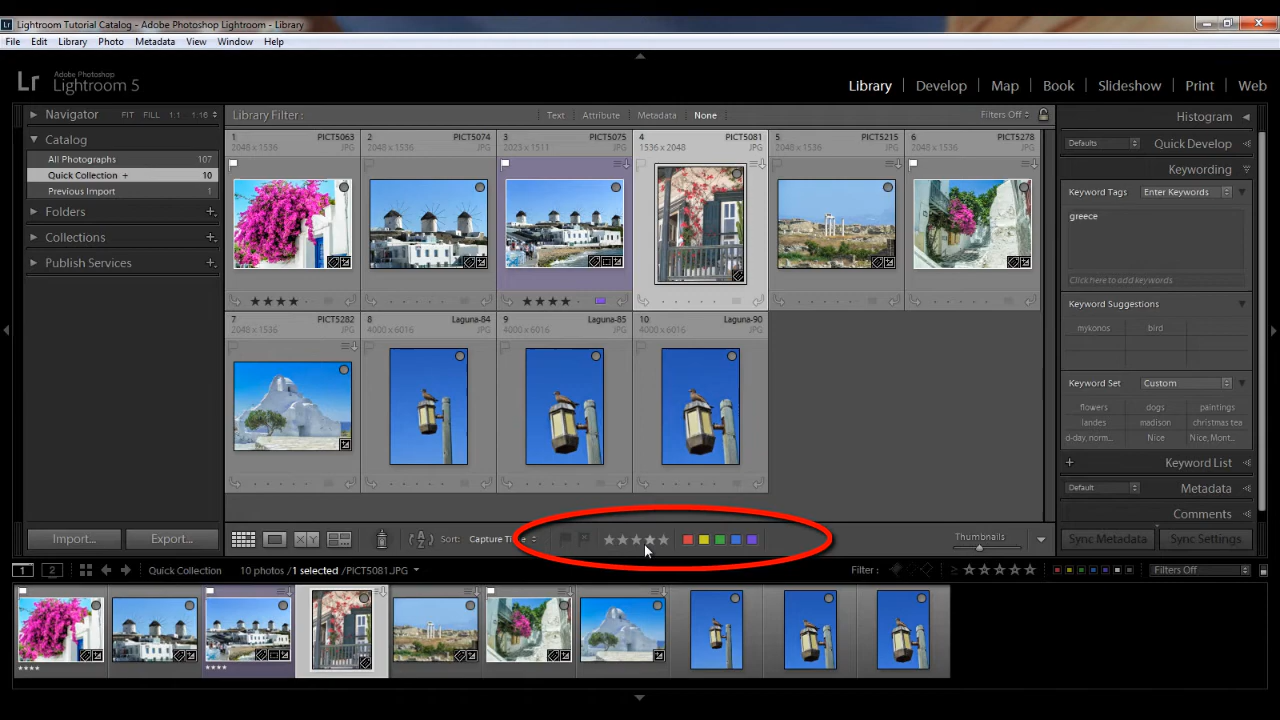 Lightroom Tutorial Catalog - Adobe Photoshop Lightroom - Library
File Edit Library Photo Metadata View Window Help
Lr Adobe Photoshop Lightroom 5
Library | Develop | Map | Book | Slideshow | Print | Web
Navigator FIT FILL 1:1 1:16
Catalog
All Photographs 107
Quick Collection + 10
Previous Import 1
Folders
Collections
Publish Services
Library Filter: Text Attribute Metadata None Filters Off
1 PICT5063 2048 x 1536 JPG
2 PICT5074 2048 x 1536 JPG
3 PICT5075 2023 x 1511 JPG
4 PICT5081 1536 x 2048 JPG
5 PICT5215 2048 x 1536 JPG
6 PICT5278 2048 x 1536 JPG
7 PICT5282 2048 x 1536 JPG
8 Laguna-84 4000 x 6016 JPG
9 Laguna-85 4000 x 6016 JPG
10 Laguna-90 4000 x 6016 JPG
Histogram
Defaults Quick Develop
Keywording
Keyword Tags Enter Keywords
greece
Click here to add keywords
Keyword Suggestions
mykonos bird
Keyword Set Custom
flowers dogs paintings
landes madison christmas tea
d-day, norm... Nice Nice, Mont...
+ Keyword List
Default Metadata
Comments
Import... Export...
XY
Sort: Capture
Thumbnails
Sync Metadata Sync Settings
1 2 Quick Collection 10 photos / 1 selected / PICT5081.JPG
Filter: Filters Off